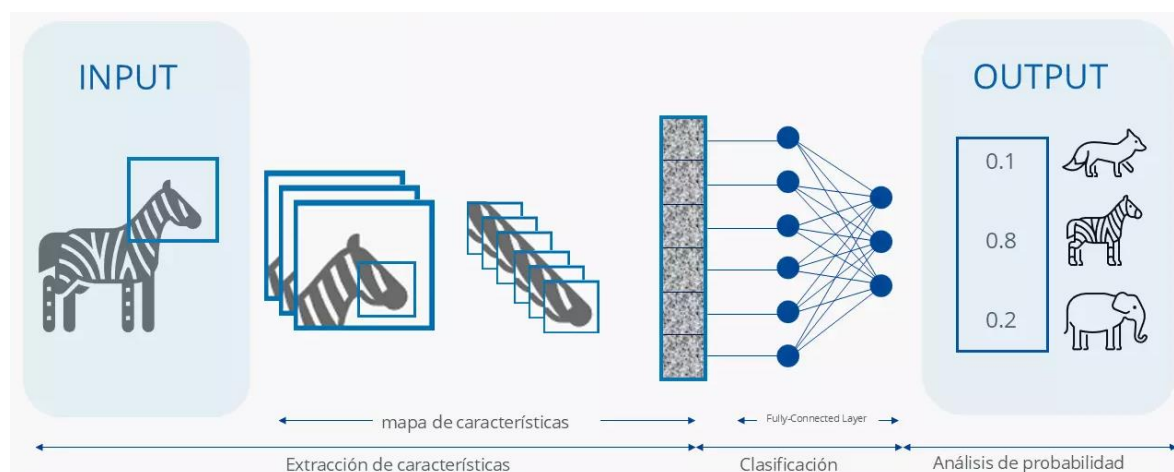 INPUT
OUTPUT
0.1
0.8
0.2
mapa de características
Fully-Connected Layer
Extracción de características
Clasificación
Análisis de probabilidad